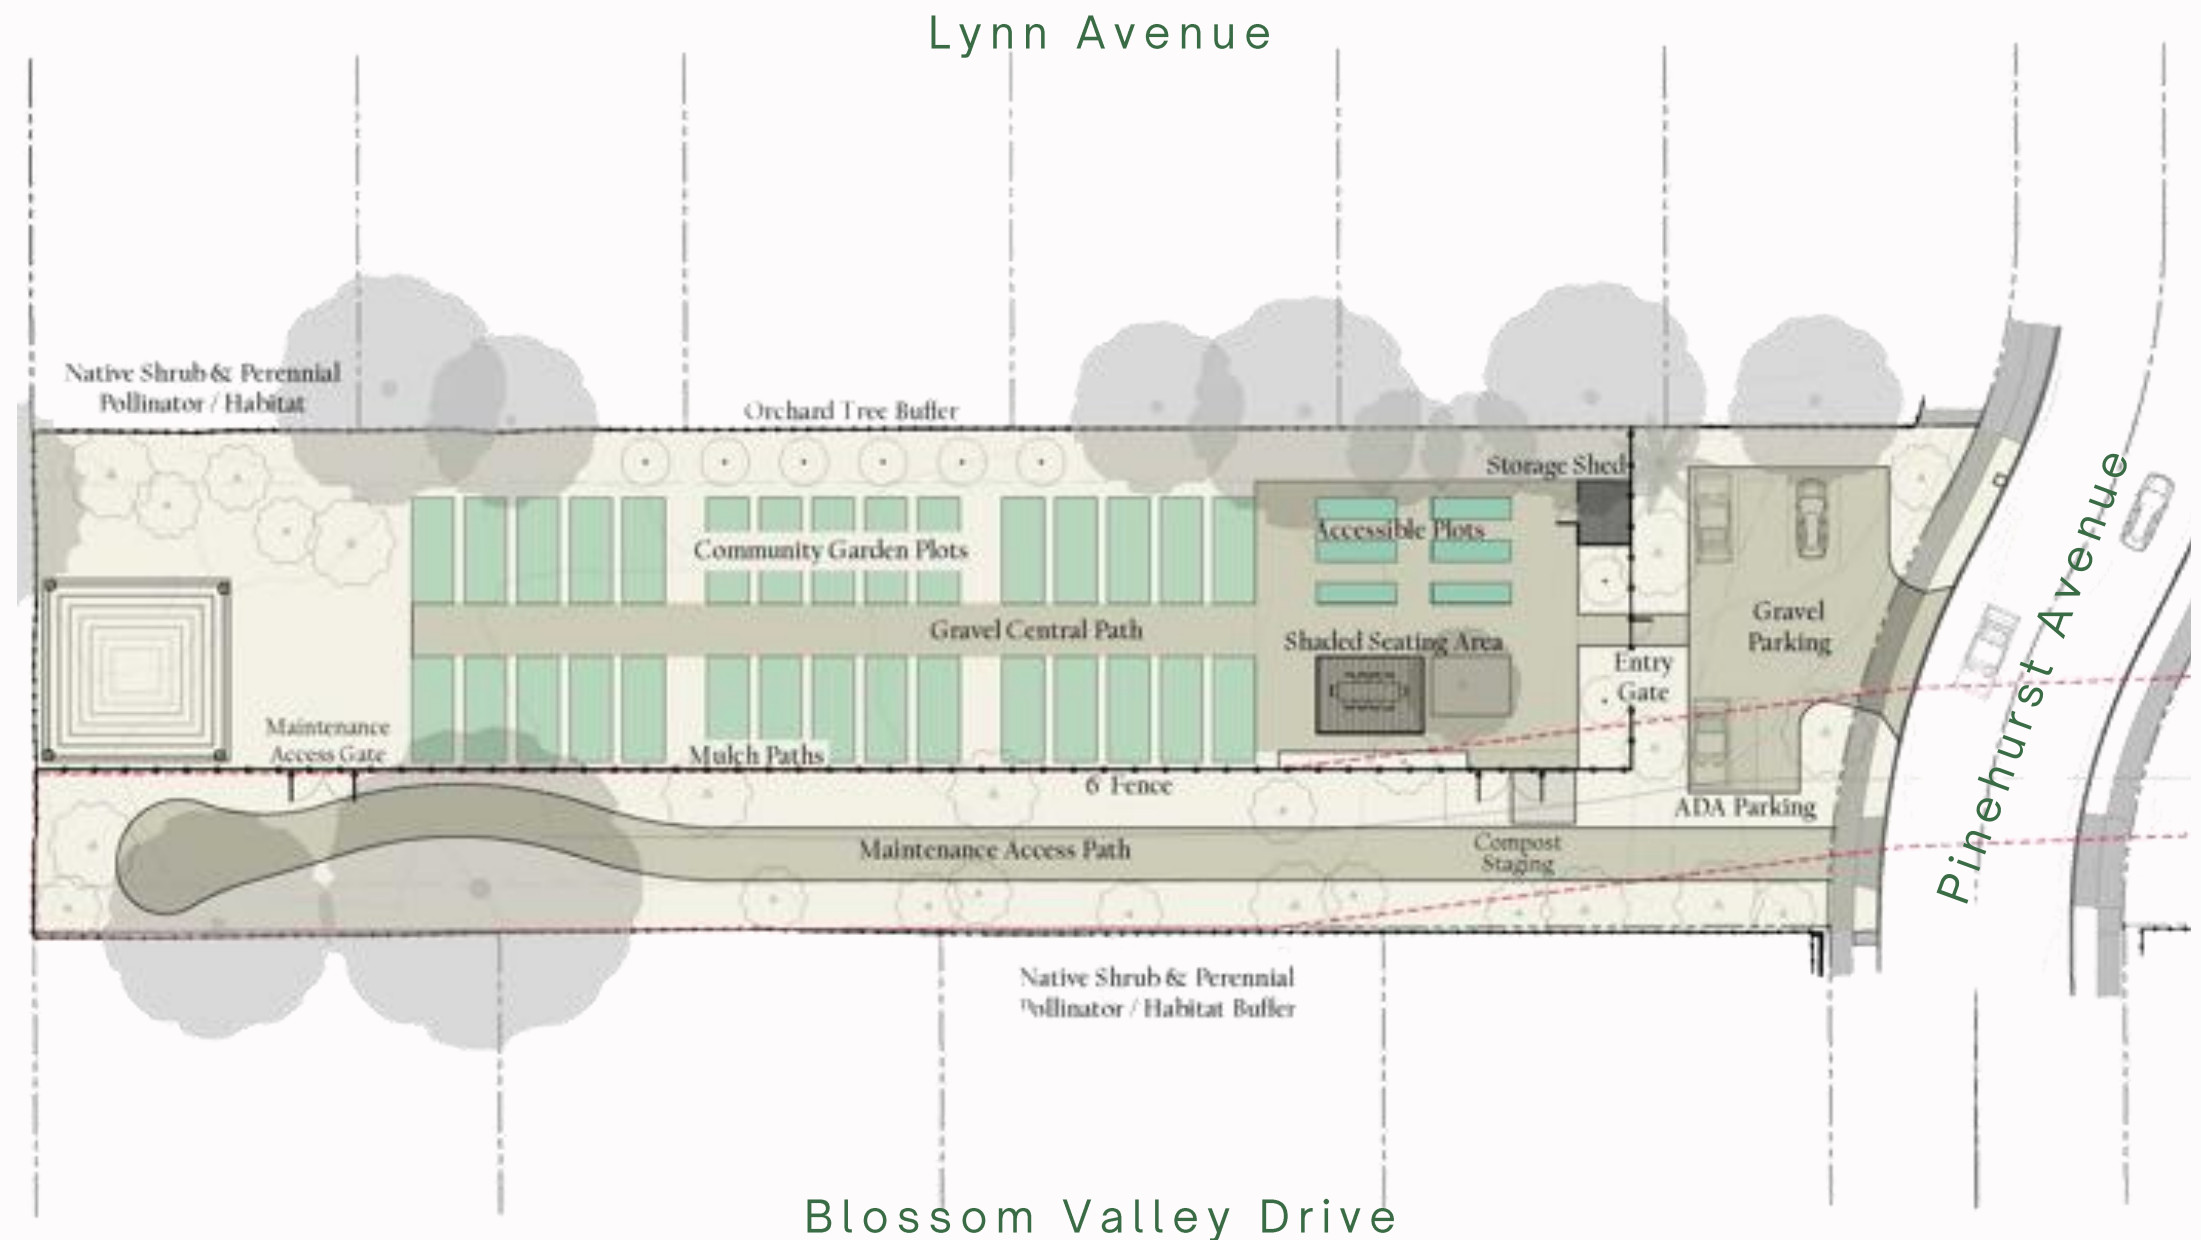 Lynn Avenue
Native Shrub & Perennial
Pollinator / Habitat
Orchard Tree Buffer
Storage Shed
Accessible Plots
Community Garden Plots
Gravel Central Path
Shaded Seating Area
Gravel
Parking
Entry
Gate
Pinehurst Avenue
Maintenance
Access Gate
Mulch Paths
6' Fence
ADA Parking
Maintenance Access Path
Compost
Staging
Native Shrub & Perennial
Pollinator / Habitat Buffer
Blossom Valley Drive